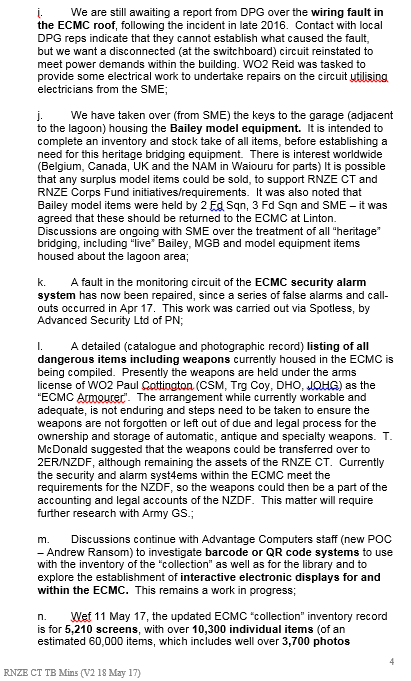 i. We are still awaiting a report from DPG over the wiring fault in
the ECMC roof, following the incident in late 2016. Contact with local
DPG reps indicate that they cannot establish what caused the fault,
but we want a disconnected (at the switchboard) circuit reinstated to
meet power demands within the building. WO2 Reid was tasked to
provide some electrical work to undertake repairs on the circuit utilising
electricians from the SME;
j. We have taken over (from SME) the keys to the garage (adjacent
to the lagoon) housing the Bailey model equipment. It is intended to
complete an inventory and stock take of all items, before establishing a
need for this heritage bridging equipment. There is interest worldwide
(Belgium, Canada, UK and the NAM in Waiouru for parts) It is possible
that any surplus model items could be sold, to support RNZE CT and
RNZE Corps Fund initiatives/requirements. It was also noted that
Bailey model items were held by 2 Fd Sqn, 3 Fd Sqn and SME – it was
agreed that these should be returned to the ECMC at Linton.
Discussions are ongoing with SME over the treatment of all “heritage”
bridging, including “live” Bailey, MGB and model equipment items
housed about the lagoon area;
k. A fault in the monitoring circuit of the ECMC security alarm
system has now been repaired, since a series of false alarms and call-
outs occurred in Apr 17. This work was carried out via Spotless, by
Advanced Security Ltd of PN;
l. A detailed (catalogue and photographic record) listing of all
dangerous items including weapons currently housed in the ECMC is
being compiled. Presently the weapons are held under the arms
license of WO2 Paul Cottington (CSM, Trg Coy, DHO, JOHG) as the
“ECMC Armourer”. The arrangement while currently workable and
adequate, is not enduring and steps need to be taken to ensure the
weapons are not forgotten or left out of due and legal process for the
ownership and storage of automatic, antique and specialty weapons. T.
McDonald suggested that the weapons could be transferred over to
2ER/NZDF, although remaining the assets of the RNZE CT. Currently
the security and alarm syst4ems within the ECMC meet the
requirements for the NZDF, so the weapons could then be a part of the
accounting and legal accounts of the NZDF. This matter will require
further research with Army GS.;
m. Discussions continue with Advantage Computers staff (new POC
– Andrew Ransom) to investigate barcode or QR code systems to use
with the inventory of the “collection” as well as for the library and to
explore the establishment of interactive electronic displays for and
within the ECMC. This remains a work in progress;
n. Wef 11 May 17, the updated ECMC “collection” inventory record
is for 5,210 screens, with over 10,300 individual items (of an
estimated 60,000 items, which includes well over 3,700 photos
4
RNZE CT TB Mins (V2 18 May 17)